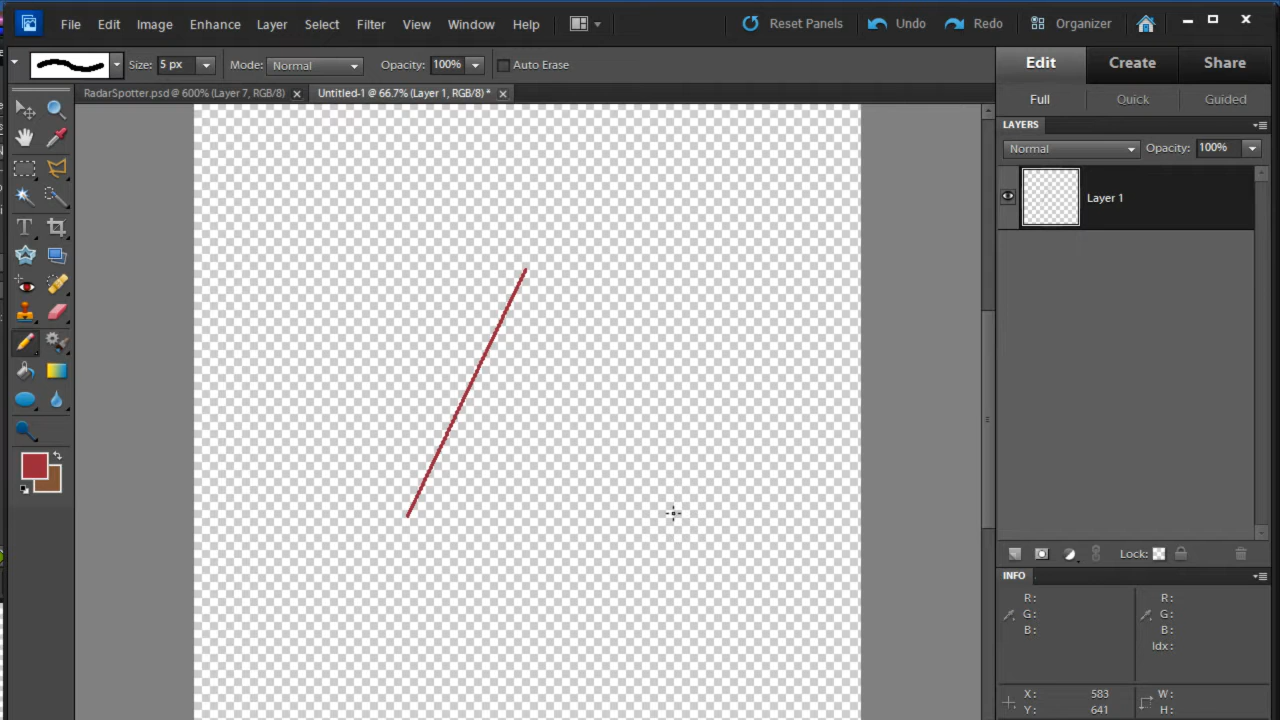 File Edit Image Enhance Layer Select Filter View Window Help Reset Panels Undo Redo Organizer
Size: 5 px Mode: Normal Opacity: 100% Auto Erase
Edit Create Share
RadarSpotter.psd @ 600% (Layer 7, RGB/8) Untitled-1 @ 66.7% (Layer 1, RGB/8) *
Full Quick Guided
LAYERS
Normal Opacity: 100%
Layer 1
T
Lock:
INFO
R: R:
G: G:
B: B:
Idx:
X: 583 W:
Y: 641 H: